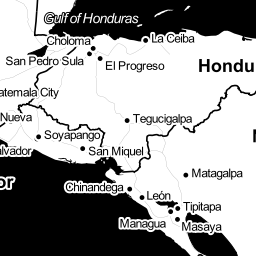 Gulf of Honduras
Choloma
La Ceiba
San Pedro Sula
El Progreso
Hondu
atemala City
Tegucigalpa
Nueva
Soyapango
alvador
San Miguel
Matagalpa
Chinandega
or
León
Tipitapa
Managua
Masaya